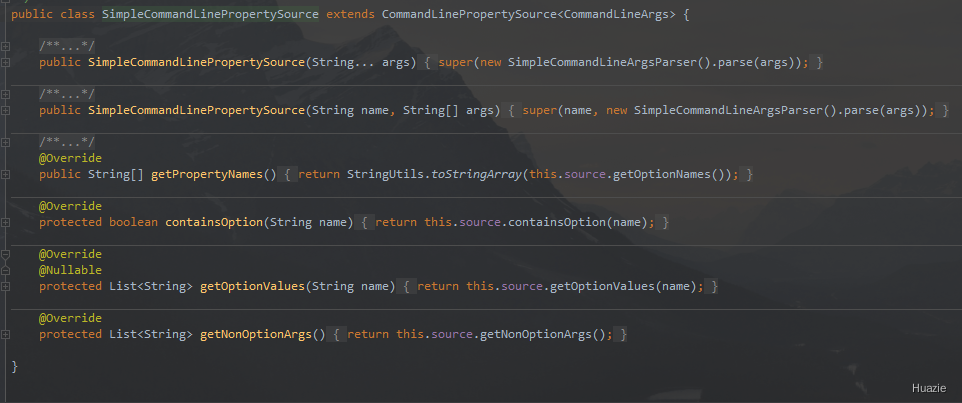 public class SimpleCommandLinePropertySource extends CommandLinePropertySource<CommandLineArgs> {
/**...*/
public SimpleCommandLinePropertySource(String... args) { super(new SimpleCommandLineArgsParser().parse(args)); }
/**...*/
public SimpleCommandLinePropertySource(String name, String[] args) { super(name, new SimpleCommandLineArgsParser().parse(args)); }
/**...*/
@Override
public String[] getPropertyNames() { return StringUtils.toStringArray(this.source.getOptionNames()); }
@Override
protected boolean containsOption(String name) { return this.source.containsOption(name); }
@Override
@Nullable
protected List<String> getOptionValues(String name) { return this.source.getOptionValues(name); }
@Override
protected List<String> getNonOptionArgs() { return this.source.getNonOptionArgs(); }
}
Huazie